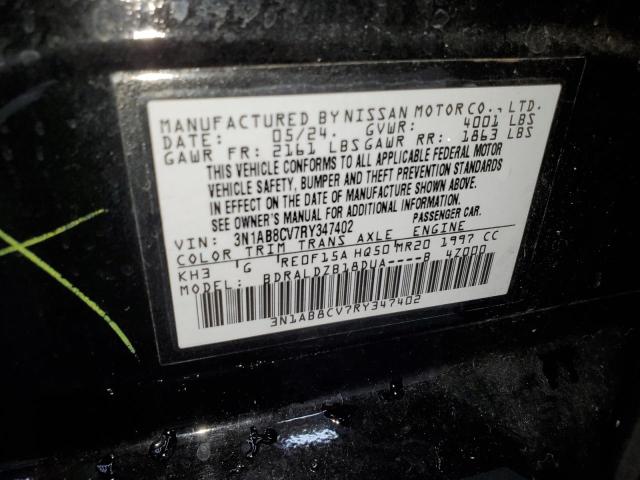 MANUFACTURED BY NISSAN MOTOR CO., LTD.
DATE: 05/24. GVWR: 4001 LBS
GAWR FR: 2161 LBS GAWR RR: 1863 LBS
THIS VEHICLE CONFORMS TO ALL APPLICABLE FEDERAL MOTOR
VEHICLE SAFETY, BUMPER AND THEFT PREVENTION STANDARDS
IN EFFECT ON THE DATE OF MANUFACTURE SHOWN ABOVE.
SEE OWNER'S MANUAL FOR ADDITIONAL INFORMATION.
VIN: 3N1AB8CV7RY347402 PASSENGER CAR.
COLOR TRIM TRANS AXLE ENGINE
KH3 'G RE0F15A HQ50 MR20 1997 CC
MODEL: BDRALDZB18DUA----B 47000
3N1AB8CV7RY347402